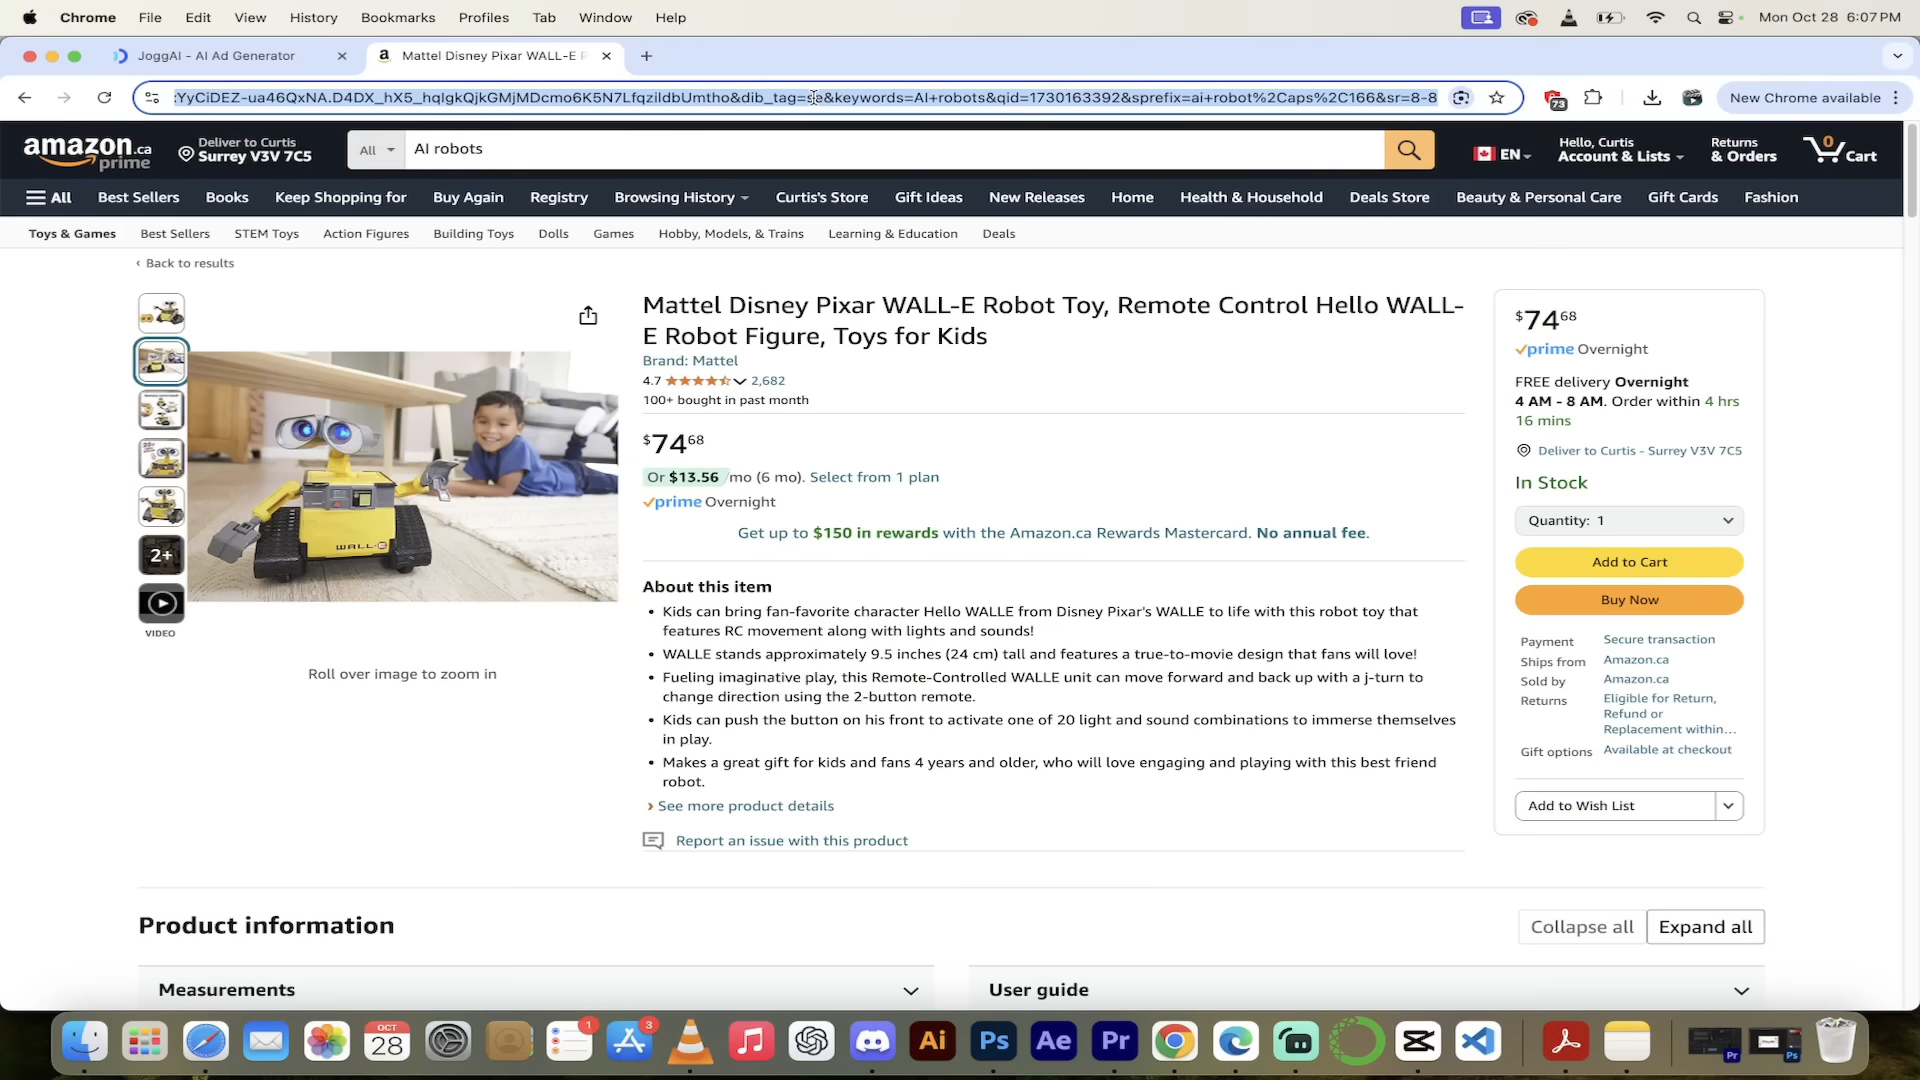 Chrome File Edit View History Bookmarks Profiles Tab Window Help Mon Oct 28 6:07 PM
JoggAI - AI Ad Generator Mattel Disney Pixar WALL-E R
:YyCiDEZ-ua46QxNA.D4DX_hX5_hqIgkQjkGMjMDcmo6K5N7LfqziIdbUmtho&dib_tag=se&keywords=AI+robots&qid=1730163392&sprefix=ai+robot%2Caps%2C166&sr=8-8 73 New Chrome available
amazon.ca prime
Deliver to Curtis
Surrey V3V 7C5
All AI robots
EN
Hello, Curtis
Account & Lists
Returns
& Orders
0 Cart
All Best Sellers Books Keep Shopping for Buy Again Registry Browsing History Curtis's Store Gift Ideas New Releases Home Health & Household Deals Store Beauty & Personal Care Gift Cards Fashion
Toys & Games Best Sellers STEM Toys Action Figures Building Toys Dolls Games Hobby, Models, & Trains Learning & Education Deals
‹ Back to results
2+
VIDEO
WALL-E
Roll over image to zoom in
Mattel Disney Pixar WALL-E Robot Toy, Remote Control Hello WALL-
E Robot Figure, Toys for Kids
Brand: Mattel
4.7 2,682
100+ bought in past month
$74 68
Or $13.56 /mo (6 mo). Select from 1 plan
prime Overnight
Get up to $150 in rewards with the Amazon.ca Rewards Mastercard. No annual fee.
About this item
• Kids can bring fan-favorite character Hello WALLE from Disney Pixar's WALLE to life with this robot toy that
features RC movement along with lights and sounds!
• WALLE stands approximately 9.5 inches (24 cm) tall and features a true-to-movie design that fans will love!
• Fueling imaginative play, this Remote-Controlled WALLE unit can move forward and back up with a j-turn to
change direction using the 2-button remote.
• Kids can push the button on his front to activate one of 20 light and sound combinations to immerse themselves
in play.
• Makes a great gift for kids and fans 4 years and older, who will love engaging and playing with this best friend
robot.
› See more product details
Report an issue with this product
$74 68
prime Overnight
FREE delivery Overnight
4 AM - 8 AM. Order within 4 hrs
16 mins
Deliver to Curtis - Surrey V3V 7C5
In Stock
Quantity: 1
Add to Cart
Buy Now
Payment Secure transaction
Ships from Amazon.ca
Sold by Amazon.ca
Returns Eligible for Return,
Refund or
Replacement within...
Gift options Available at checkout
Add to Wish List
Product information
Collapse all Expand all
Measurements User guide
OCT
28
1
3
Ai Ps Ae Pr
Pr
Ps